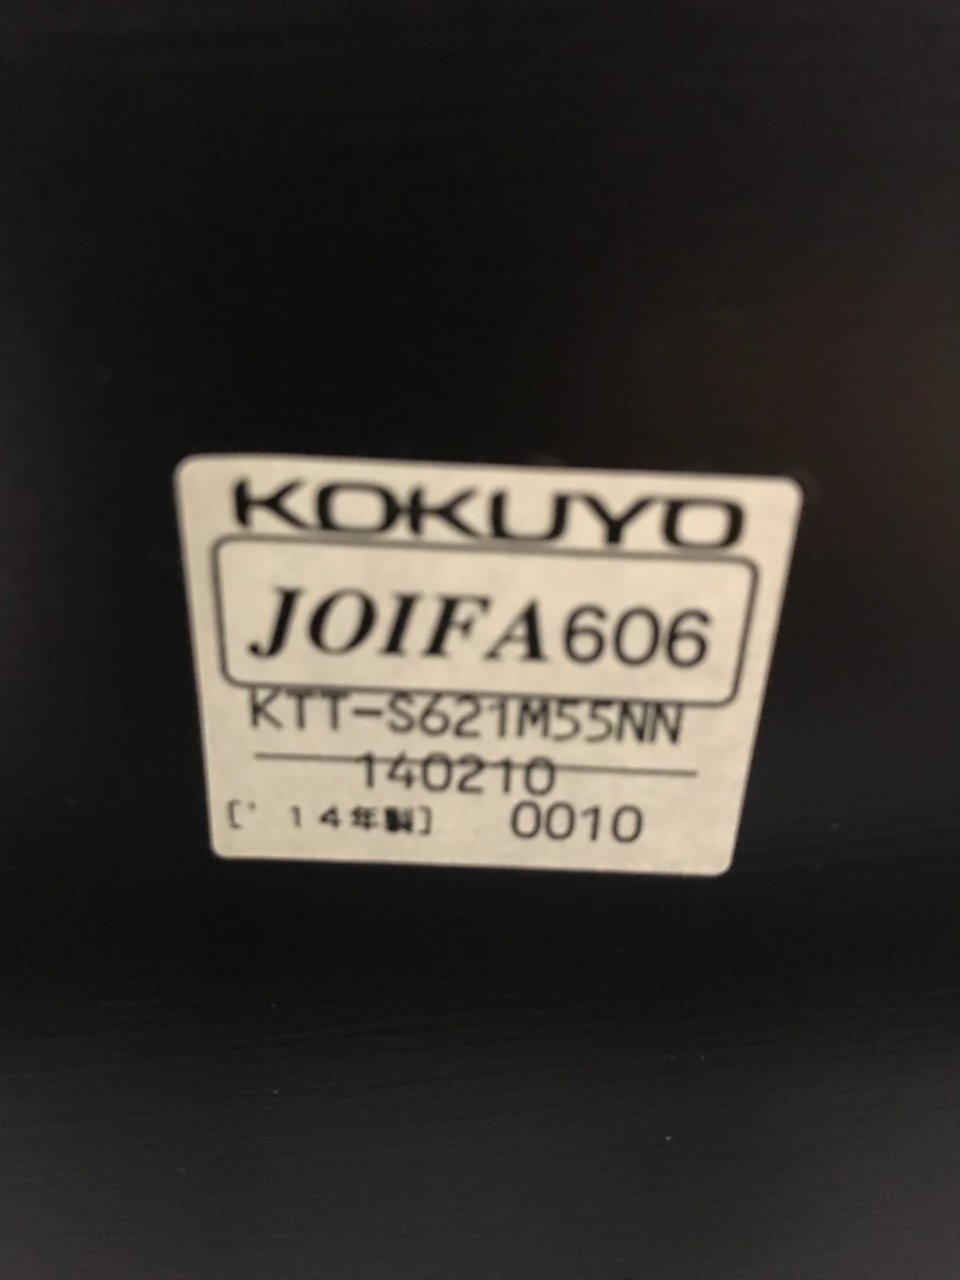 KOKUYO
JOIFA606
KTT-S621M55NN
140210
['14年製] 0010